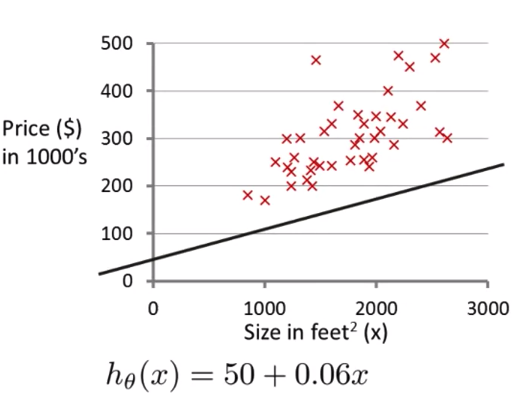 500
400
Price ($)
in 1000's
300
200
100
0
0 1000 2000 3000
Size in feet² (x)
hθ(x) = 50 + 0.06x